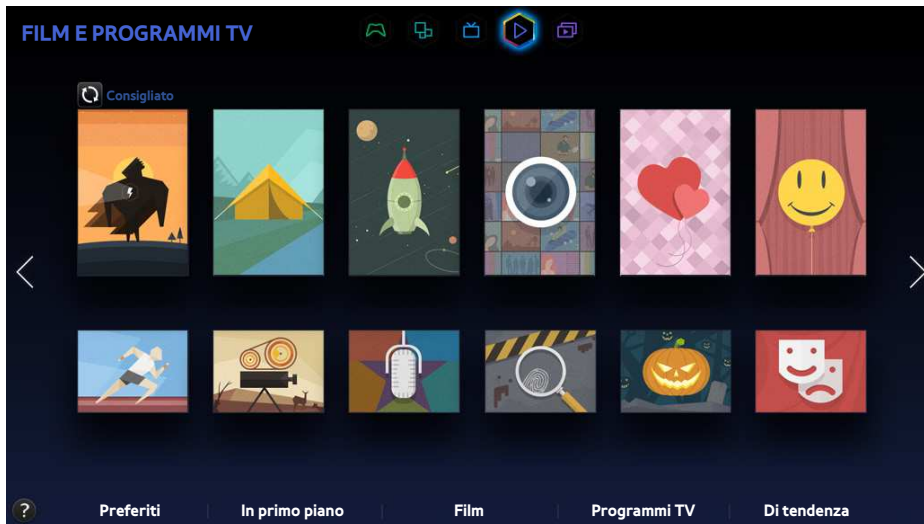 FILM E PROGRAMMI TV
Consigliato
?
Preferiti
In primo piano
Film
Programmi TV
Di tendenza